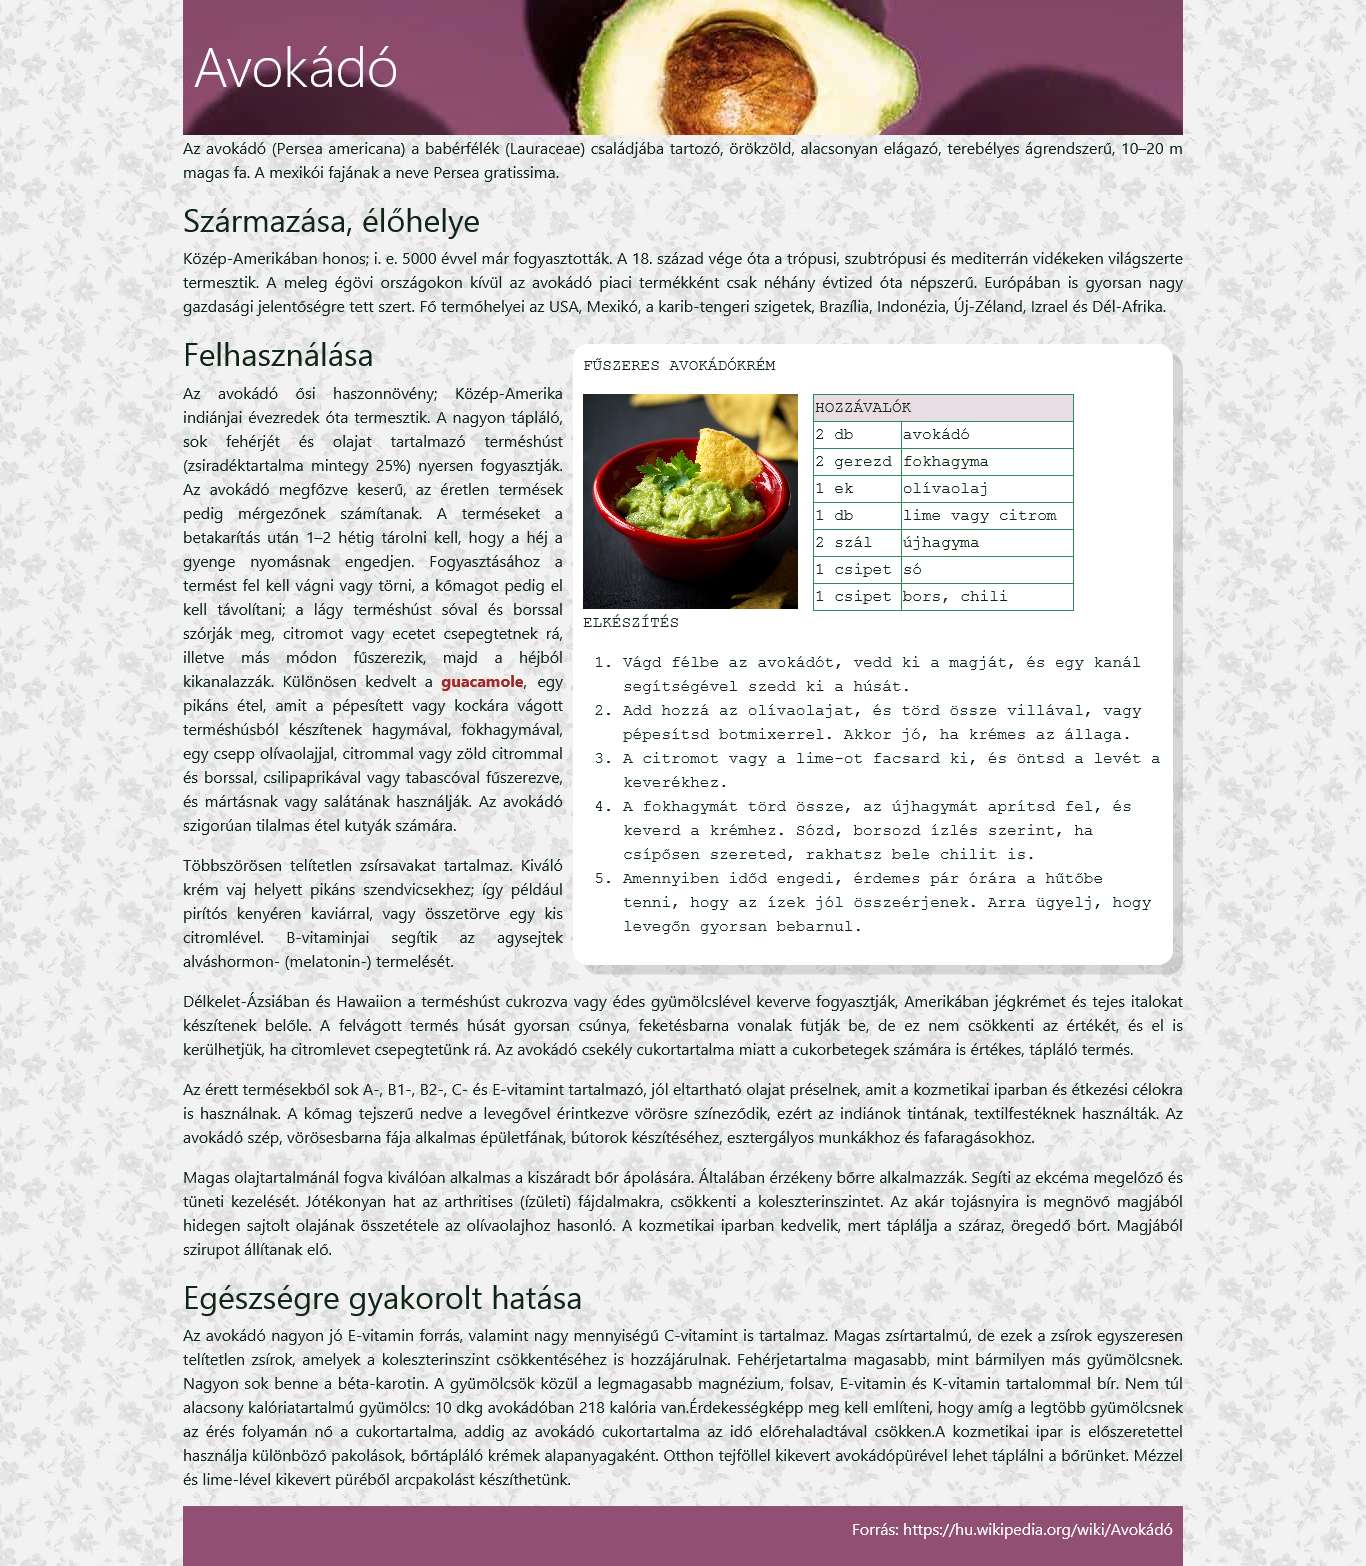 Avokádó
Az avokádó (Persea americana) a babérfélék (Lauraceae) családjába tartozó, örökzöld, alacsonyan elágazó, terebélyes ágrendszerű, 10–20 m
magas fa. A mexikói fajának a neve Persea gratissima.
Származása, élőhelye
Közép-Amerikában honos; i. e. 5000 évvel már fogyasztották. A 18. század vége óta a trópusi, szubtrópusi és mediterrán vidékeken világszerte
termesztik. A meleg égövi országokon kívül az avokádó piaci termékként csak néhány évtized óta népszerű. Európában is gyorsan nagy
gazdasági jelentőségre tett szert. Fő termőhelyei az USA, Mexikó, a karib-tengeri szigetek, Brazília, Indonézia, Új-Zéland, Izrael és Dél-Afrika.
Felhasználása
Az avokádó ősi haszonnövény; Közép-Amerika
indiánjai évezredek óta termesztik. A nagyon tápláló,
sok fehérjét és olajat tartalmazó terméshúst
(zsiradéktartalma mintegy 25%) nyersen fogyasztják.
Az avokádó megfőzve keserű, az éretlen termések
pedig mérgezőnek számítanak. A terméseket a
betakarítás után 1–2 hétig tárolni kell, hogy a héj a
gyenge nyomásnak engedjen. Fogyasztásához a
termést fel kell vágni vagy törni, a kőmagot pedig el
kell távolítani; a lágy terméshúst sóval és borssal
szórják meg, citromot vagy ecetet csepegtetnek rá,
illetve más módon fűszerezik, majd a héjból
kikanalazzák. Különösen kedvelt a guacamole, egy
pikáns étel, amit a pépesített vagy kockára vágott
terméshúsból készítenek hagymával, fokhagymával,
egy csepp olívaolajjal, citrommal vagy zöld citrommal
és borssal, csilipaprikával vagy tabascóval fűszerezve,
és mártásnak vagy salátának használják. Az avokádó
szigorúan tilalmas étel kutyák számára.
Többszörösen telítetlen zsírsavakat tartalmaz. Kiváló
krém vaj helyett pikáns szendvicsekhez; így például
pirítós kenyéren kaviárral, vagy összetörve egy kis
citromlével. B-vitaminjai segítik az agysejtek
alváshormon- (melatonin-) termelését.
FŰSZERES AVOKÁDÓKRÉM
HOZZÁVALÓK
2 db avokádó
2 gerezd fokhagyma
1 ek olívaolaj
1 db lime vagy citrom
2 szál újhagyma
1 csipet só
1 csipet bors, chili
ELKÉSZÍTÉS
1. Vágd félbe az avokádót, vedd ki a magját, és egy kanál
segítségével szedd ki a húsát.
2. Add hozzá az olívaolajat, és törd össze villával, vagy
pépesítsd botmixerrel. Akkor jó, ha krémes az állaga.
3. A citromot vagy a lime-ot facsard ki, és öntsd a levét a
keverékhez.
4. A fokhagymát törd össze, az újhagymát aprítsd fel, és
keverd a krémhez. Sózd, borsozd ízlés szerint, ha
csípősen szereted, rakhatsz bele chilit is.
5. Amennyiben időd engedi, érdemes pár órára a hűtőbe
tenni, hogy az ízek jól összeérjenek. Arra ügyelj, hogy
levegőn gyorsan bebarnul.
Délkelet-Ázsiában és Hawaiion a terméshúst cukrozva vagy édes gyümölcslével keverve fogyasztják, Amerikában jégkrémet és tejes italokat
készítenek belőle. A felvágott termés húsát gyorsan csúnya, feketésbarna vonalak futják be, de ez nem csökkenti az értékét, és el is
kerülhetjük, ha citromlevet csepegtetünk rá. Az avokádó csekély cukortartalma miatt a cukorbetegek számára is értékes, tápláló termés.
Az érett termésekből sok A-, B1-, B2-, C- és E-vitamint tartalmazó, jól eltartható olajat préselnek, amit a kozmetikai iparban és étkezési célokra
is használnak. A kőmag tejszerű nedve a levegővel érintkezve vörösre színeződik, ezért az indiánok tintának, textilfestéknek használták. Az
avokádó szép, vörösesbarna fája alkalmas épületfának, bútorok készítéséhez, esztergályos munkákhoz és fafaragásokhoz.
Magas olajtartalmánál fogva kiválóan alkalmas a kiszáradt bőr ápolására. Általában érzékeny bőrre alkalmazzák. Segíti az ekcéma megelőző és
tüneti kezelését. Jótékonyan hat az arthritises (ízületi) fájdalmakra, csökkenti a koleszterinszintet. Az akár tojásnyira is megnövő magjából
hidegen sajtolt olajának összetétele az olívaolajhoz hasonló. A kozmetikai iparban kedvelik, mert táplálja a száraz, öregedő bőrt. Magjából
szirupot állítanak elő.
Egészségre gyakorolt hatása
Az avokádó nagyon jó E-vitamin forrás, valamint nagy mennyiségű C-vitamint is tartalmaz. Magas zsírtartalmú, de ezek a zsírok egyszeresen
telítetlen zsírok, amelyek a koleszterinszint csökkentéséhez is hozzájárulnak. Fehérjetartalma magasabb, mint bármilyen más gyümölcsnek.
Nagyon sok benne a béta-karotin. A gyümölcsök közül a legmagasabb magnézium, folsav, E-vitamin és K-vitamin tartalommal bír. Nem túl
alacsony kalóriatartalmú gyümölcs: 10 dkg avokádóban 218 kalória van.Érdekességképp meg kell említeni, hogy amíg a legtöbb gyümölcsnek
az érés folyamán nő a cukortartalma, addig az avokádó cukortartalma az idő előrehaladtával csökken.A kozmetikai ipar is előszeretettel
használja különböző pakolások, bőrtápláló krémek alapanyagaként. Otthon tejföllel kikevert avokádópürével lehet táplálni a bőrünket. Mézzel
és lime-lével kikevert püréből arcpakolást készíthetünk.
Forrás: https://hu.wikipedia.org/wiki/Avokádó